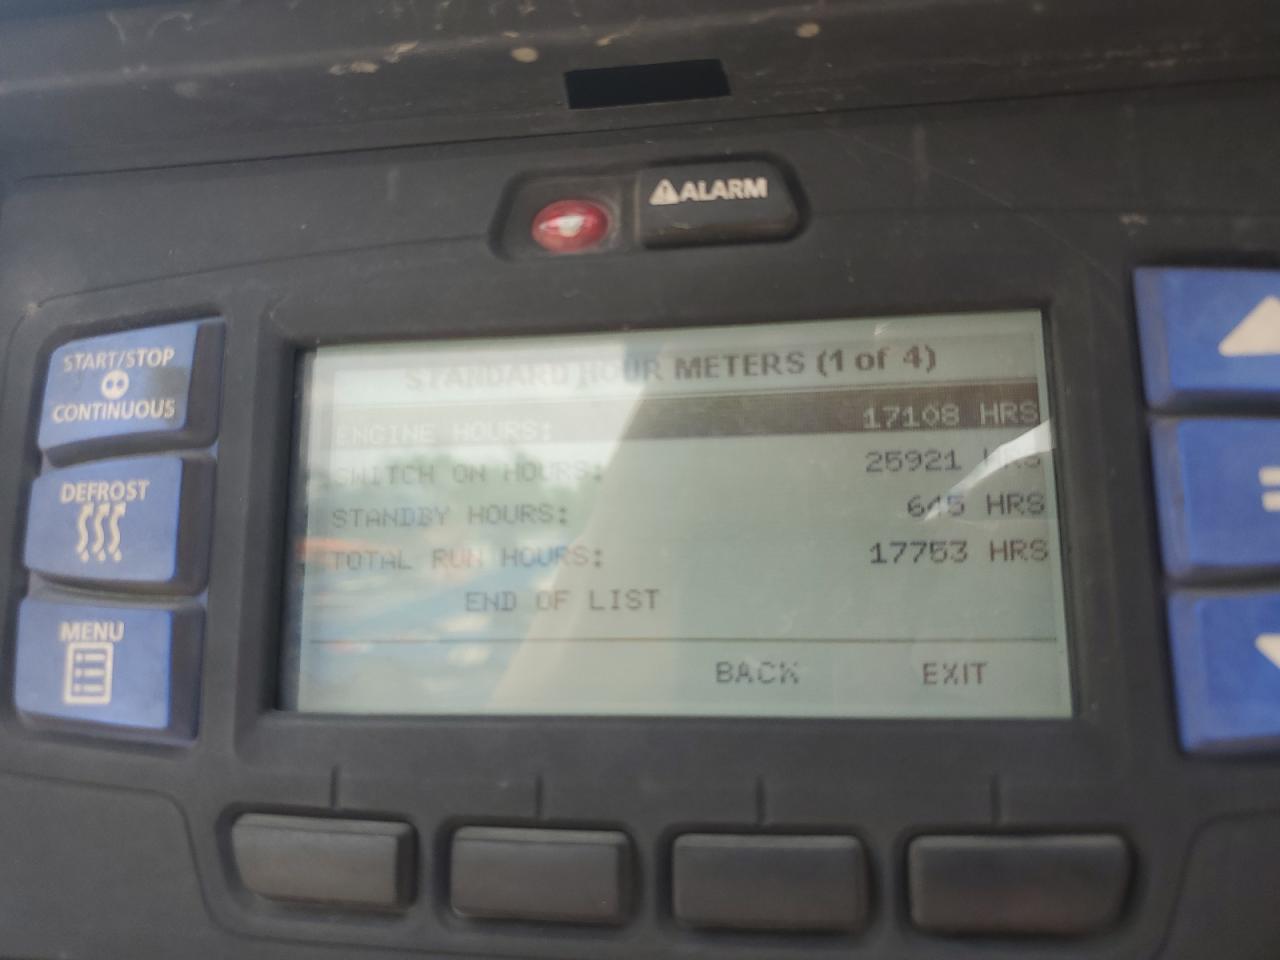 ⚠ALARM
START/STOP
CONTINUOUS
DEFROST
MENU
STANDARD HOUR METERS (1 of 4)
ENGINE HOURS: 17108 HRS
SWITCH ON HOURS: 25921 HRS
STANDBY HOURS: 645 HRS
TOTAL RUN HOURS: 17753 HRS
END OF LIST
BACK EXIT